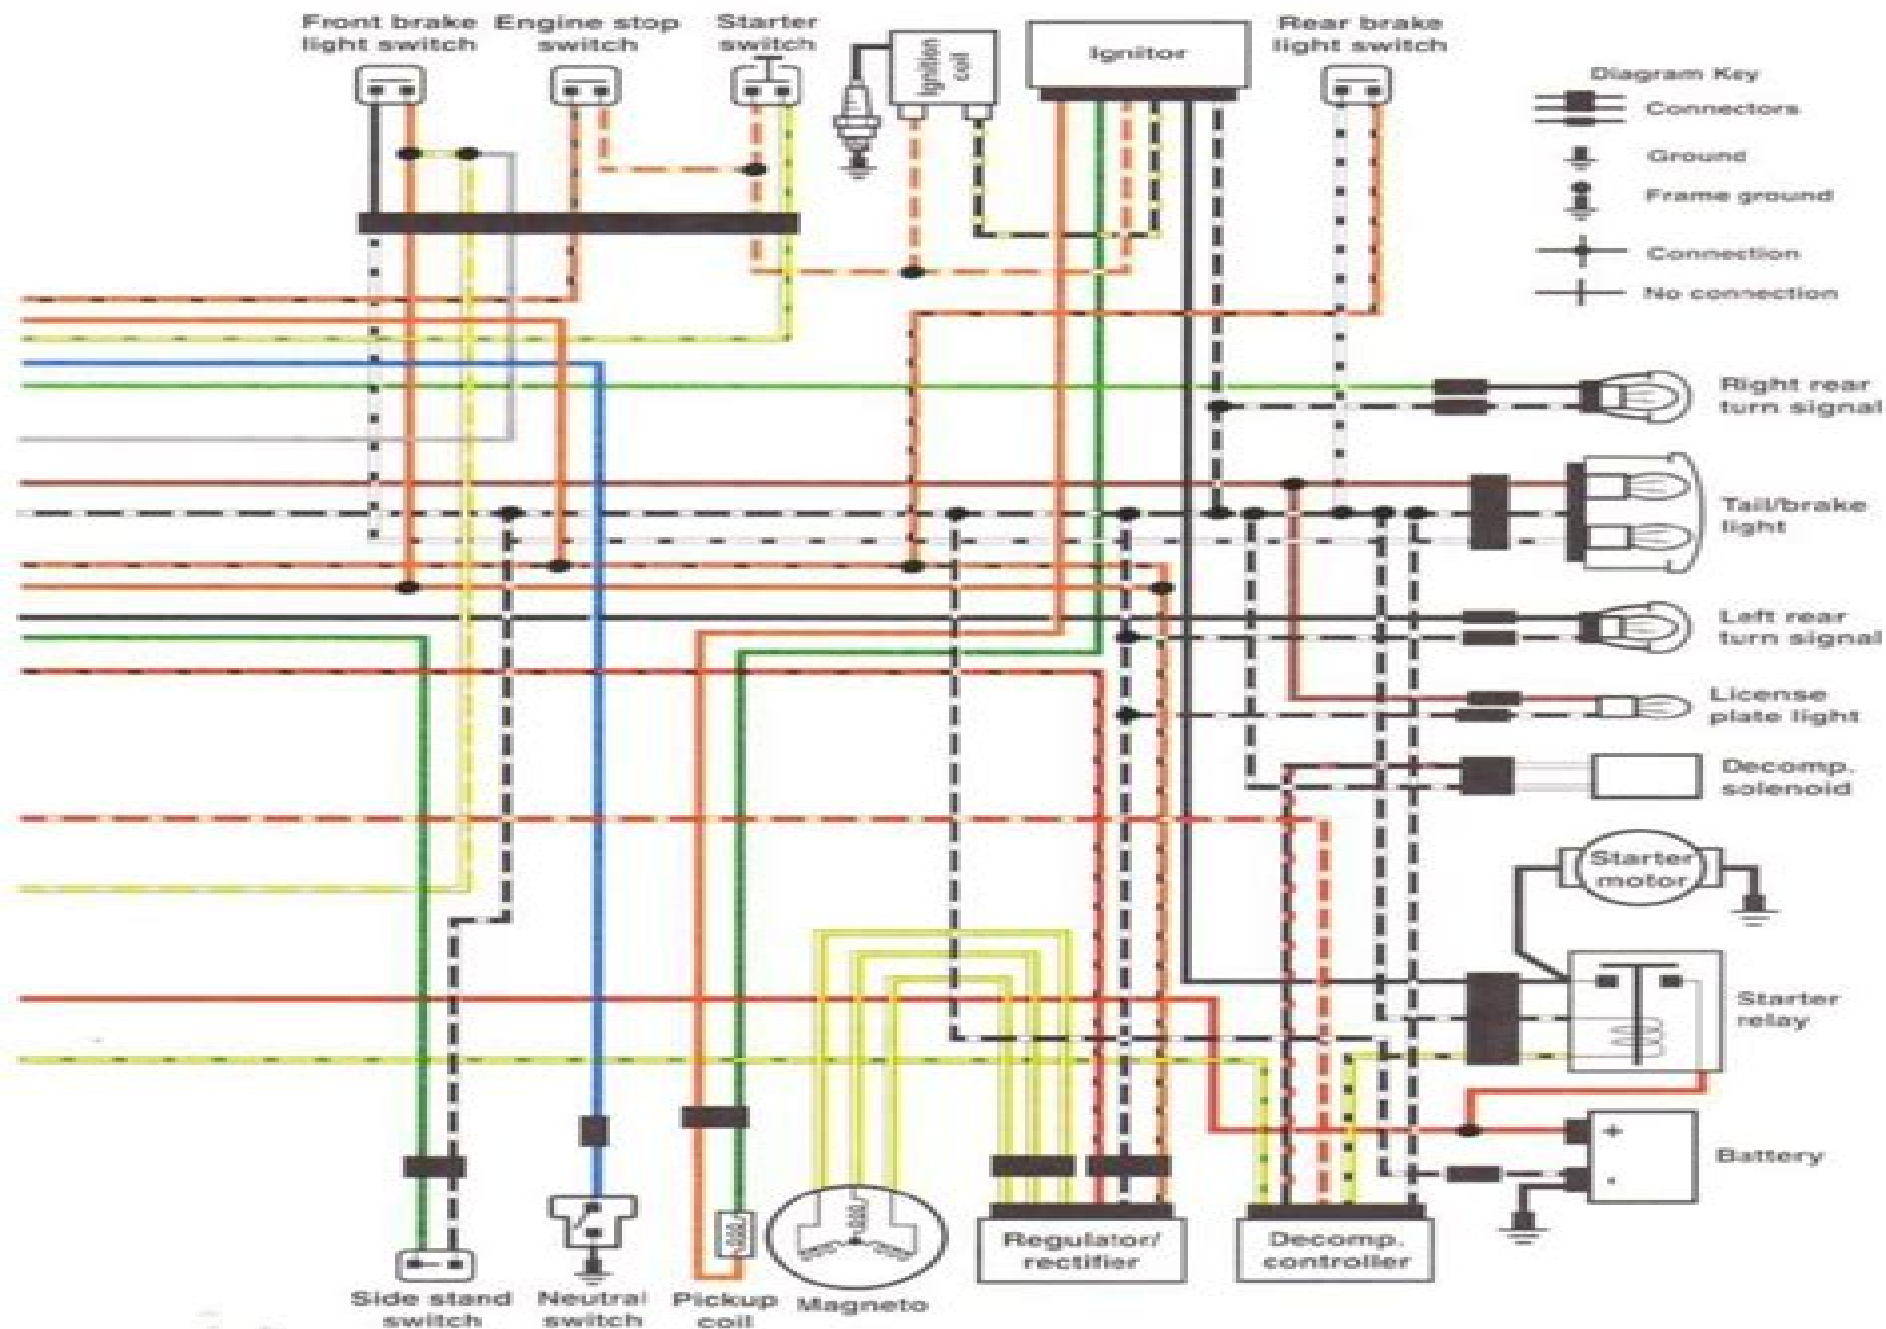 Front brake
light switch
Engine stop
switch
Starter
switch
Ignition
coil
Ignitor
Rear brake
light switch
Diagram Key
Connectors
Ground
Frame ground
Connection
No connection
Right rear
turn signal
Tail/brake
light
Left rear
turn signal
License
plate light
Decomp.
solenoid
Starter
motor
Starter
relay
+
-
Battery
Regulator/
rectifier
Decomp.
controller
Side stand
switch
Neutral
switch
Pickup
coil
Magneto